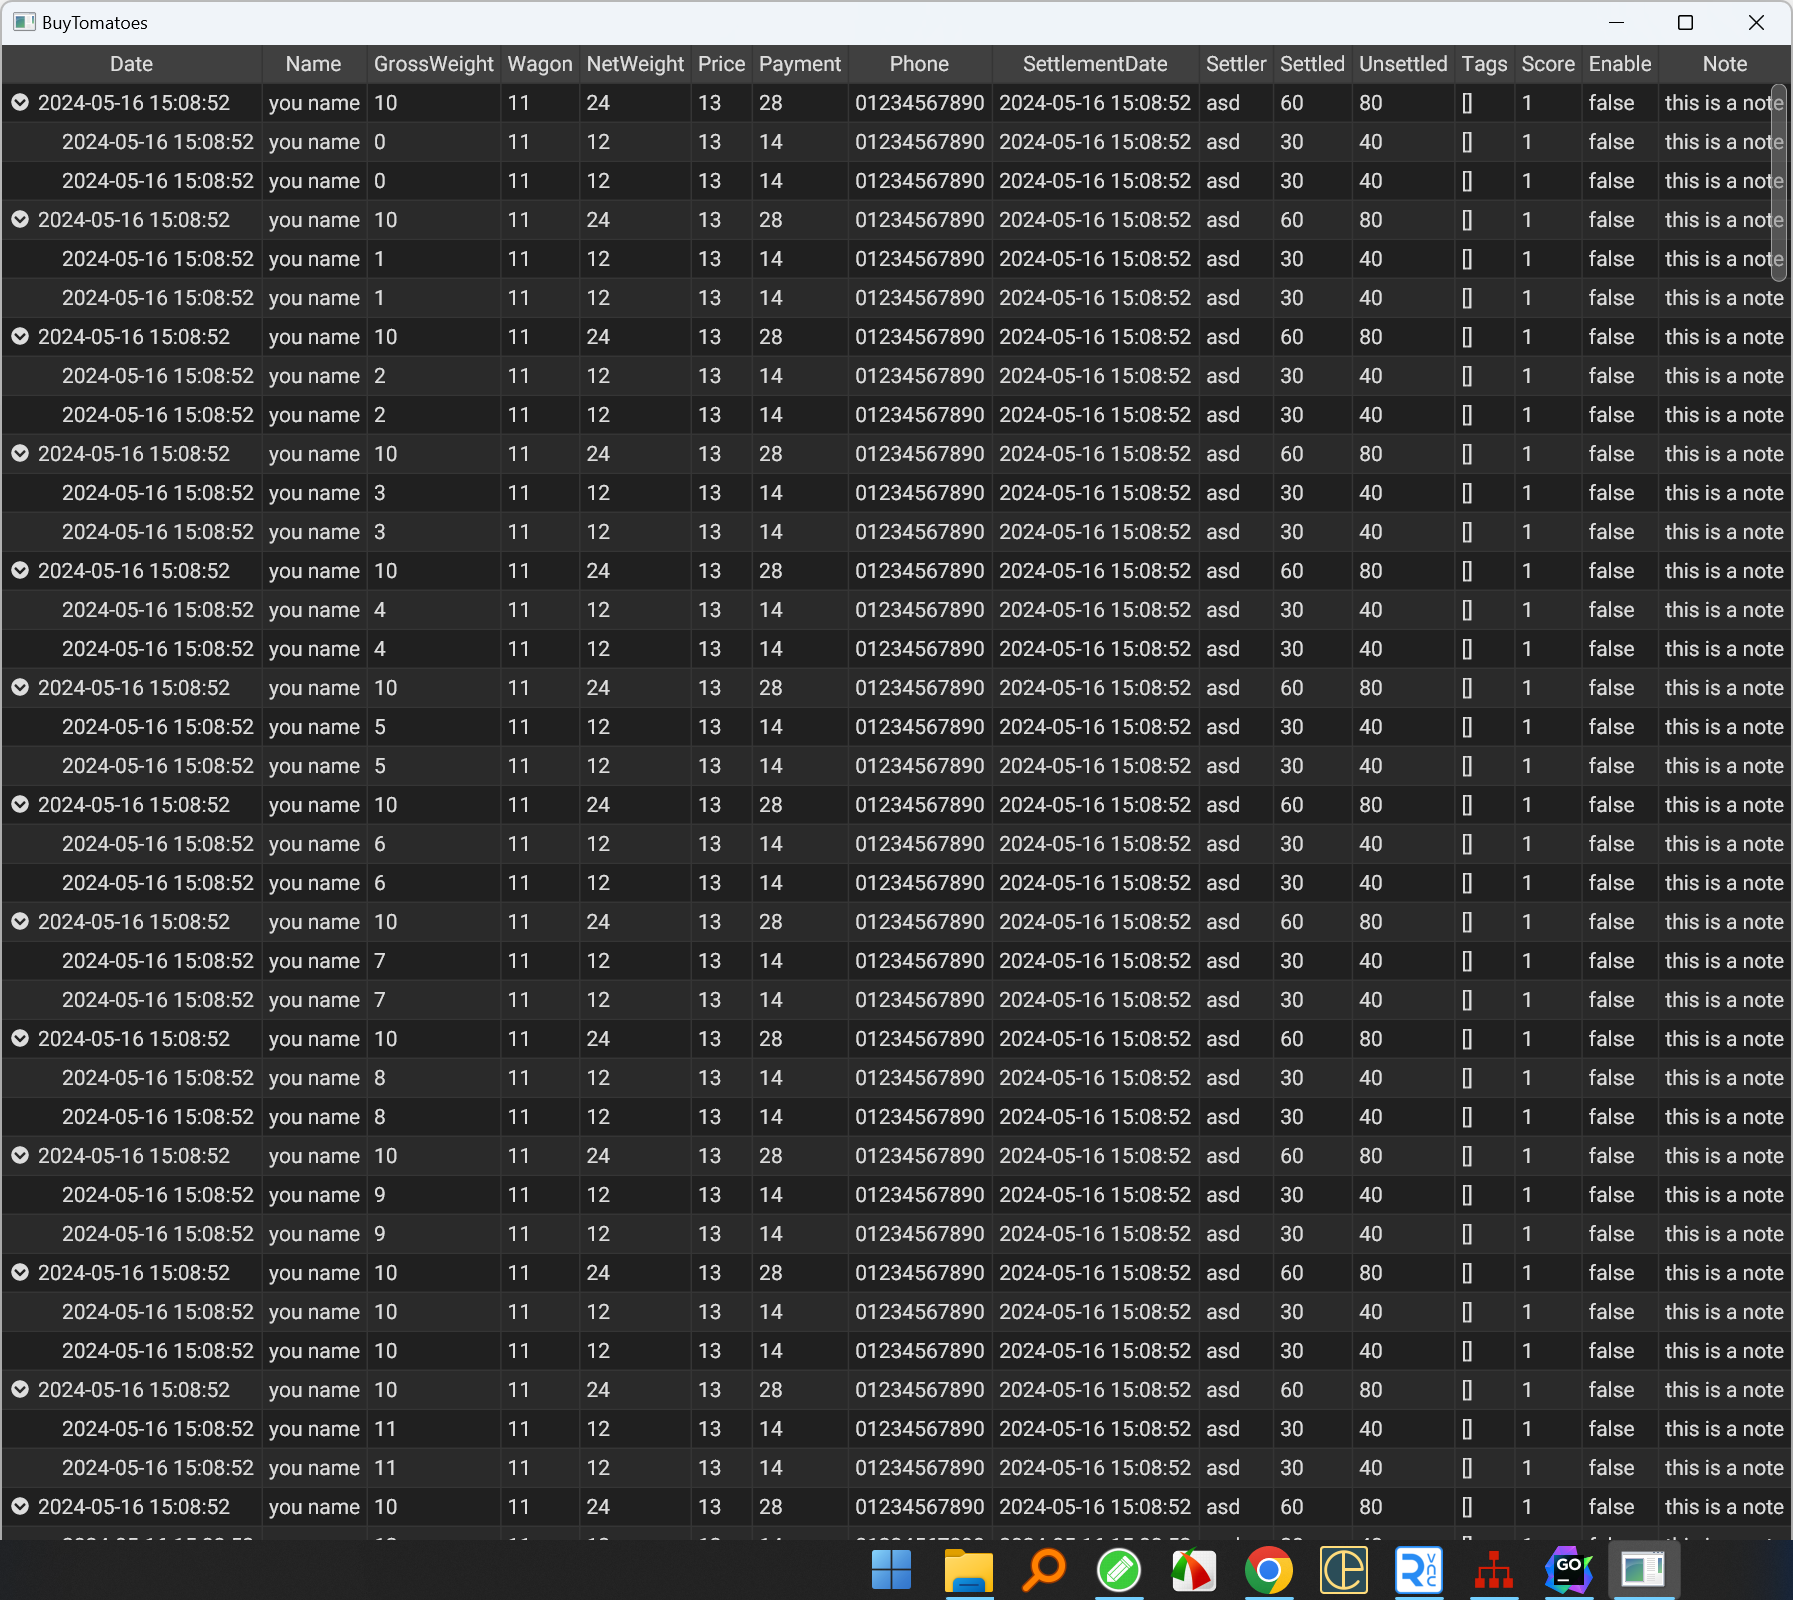 BuyTomatoes
Date Name GrossWeight Wagon NetWeight Price Payment Phone SettlementDate Settler Settled Unsettled Tags Score Enable Note
2024-05-16 15:08:52 you name 10 11 24 13 28 01234567890 2024-05-16 15:08:52 asd 60 80 [] 1 false this is a note
2024-05-16 15:08:52 you name 0 11 12 13 14 01234567890 2024-05-16 15:08:52 asd 30 40 [] 1 false this is a note
2024-05-16 15:08:52 you name 0 11 12 13 14 01234567890 2024-05-16 15:08:52 asd 30 40 [] 1 false this is a note
2024-05-16 15:08:52 you name 10 11 24 13 28 01234567890 2024-05-16 15:08:52 asd 60 80 [] 1 false this is a note
2024-05-16 15:08:52 you name 1 11 12 13 14 01234567890 2024-05-16 15:08:52 asd 30 40 [] 1 false this is a note
2024-05-16 15:08:52 you name 1 11 12 13 14 01234567890 2024-05-16 15:08:52 asd 30 40 [] 1 false this is a note
2024-05-16 15:08:52 you name 10 11 24 13 28 01234567890 2024-05-16 15:08:52 asd 60 80 [] 1 false this is a note
2024-05-16 15:08:52 you name 2 11 12 13 14 01234567890 2024-05-16 15:08:52 asd 30 40 [] 1 false this is a note
2024-05-16 15:08:52 you name 2 11 12 13 14 01234567890 2024-05-16 15:08:52 asd 30 40 [] 1 false this is a note
2024-05-16 15:08:52 you name 10 11 24 13 28 01234567890 2024-05-16 15:08:52 asd 60 80 [] 1 false this is a note
2024-05-16 15:08:52 you name 3 11 12 13 14 01234567890 2024-05-16 15:08:52 asd 30 40 [] 1 false this is a note
2024-05-16 15:08:52 you name 3 11 12 13 14 01234567890 2024-05-16 15:08:52 asd 30 40 [] 1 false this is a note
2024-05-16 15:08:52 you name 10 11 24 13 28 01234567890 2024-05-16 15:08:52 asd 60 80 [] 1 false this is a note
2024-05-16 15:08:52 you name 4 11 12 13 14 01234567890 2024-05-16 15:08:52 asd 30 40 [] 1 false this is a note
2024-05-16 15:08:52 you name 4 11 12 13 14 01234567890 2024-05-16 15:08:52 asd 30 40 [] 1 false this is a note
2024-05-16 15:08:52 you name 10 11 24 13 28 01234567890 2024-05-16 15:08:52 asd 60 80 [] 1 false this is a note
2024-05-16 15:08:52 you name 5 11 12 13 14 01234567890 2024-05-16 15:08:52 asd 30 40 [] 1 false this is a note
2024-05-16 15:08:52 you name 5 11 12 13 14 01234567890 2024-05-16 15:08:52 asd 30 40 [] 1 false this is a note
2024-05-16 15:08:52 you name 10 11 24 13 28 01234567890 2024-05-16 15:08:52 asd 60 80 [] 1 false this is a note
2024-05-16 15:08:52 you name 6 11 12 13 14 01234567890 2024-05-16 15:08:52 asd 30 40 [] 1 false this is a note
2024-05-16 15:08:52 you name 6 11 12 13 14 01234567890 2024-05-16 15:08:52 asd 30 40 [] 1 false this is a note
2024-05-16 15:08:52 you name 10 11 24 13 28 01234567890 2024-05-16 15:08:52 asd 60 80 [] 1 false this is a note
2024-05-16 15:08:52 you name 7 11 12 13 14 01234567890 2024-05-16 15:08:52 asd 30 40 [] 1 false this is a note
2024-05-16 15:08:52 you name 7 11 12 13 14 01234567890 2024-05-16 15:08:52 asd 30 40 [] 1 false this is a note
2024-05-16 15:08:52 you name 10 11 24 13 28 01234567890 2024-05-16 15:08:52 asd 60 80 [] 1 false this is a note
2024-05-16 15:08:52 you name 8 11 12 13 14 01234567890 2024-05-16 15:08:52 asd 30 40 [] 1 false this is a note
2024-05-16 15:08:52 you name 8 11 12 13 14 01234567890 2024-05-16 15:08:52 asd 30 40 [] 1 false this is a note
2024-05-16 15:08:52 you name 10 11 24 13 28 01234567890 2024-05-16 15:08:52 asd 60 80 [] 1 false this is a note
2024-05-16 15:08:52 you name 9 11 12 13 14 01234567890 2024-05-16 15:08:52 asd 30 40 [] 1 false this is a note
2024-05-16 15:08:52 you name 9 11 12 13 14 01234567890 2024-05-16 15:08:52 asd 30 40 [] 1 false this is a note
2024-05-16 15:08:52 you name 10 11 24 13 28 01234567890 2024-05-16 15:08:52 asd 60 80 [] 1 false this is a note
2024-05-16 15:08:52 you name 10 11 12 13 14 01234567890 2024-05-16 15:08:52 asd 30 40 [] 1 false this is a note
2024-05-16 15:08:52 you name 10 11 12 13 14 01234567890 2024-05-16 15:08:52 asd 30 40 [] 1 false this is a note
2024-05-16 15:08:52 you name 10 11 24 13 28 01234567890 2024-05-16 15:08:52 asd 60 80 [] 1 false this is a note
2024-05-16 15:08:52 you name 11 11 12 13 14 01234567890 2024-05-16 15:08:52 asd 30 40 [] 1 false this is a note
2024-05-16 15:08:52 you name 11 11 12 13 14 01234567890 2024-05-16 15:08:52 asd 30 40 [] 1 false this is a note
2024-05-16 15:08:52 you name 10 11 24 13 28 01234567890 2024-05-16 15:08:52 asd 60 80 [] 1 false this is a note
GO